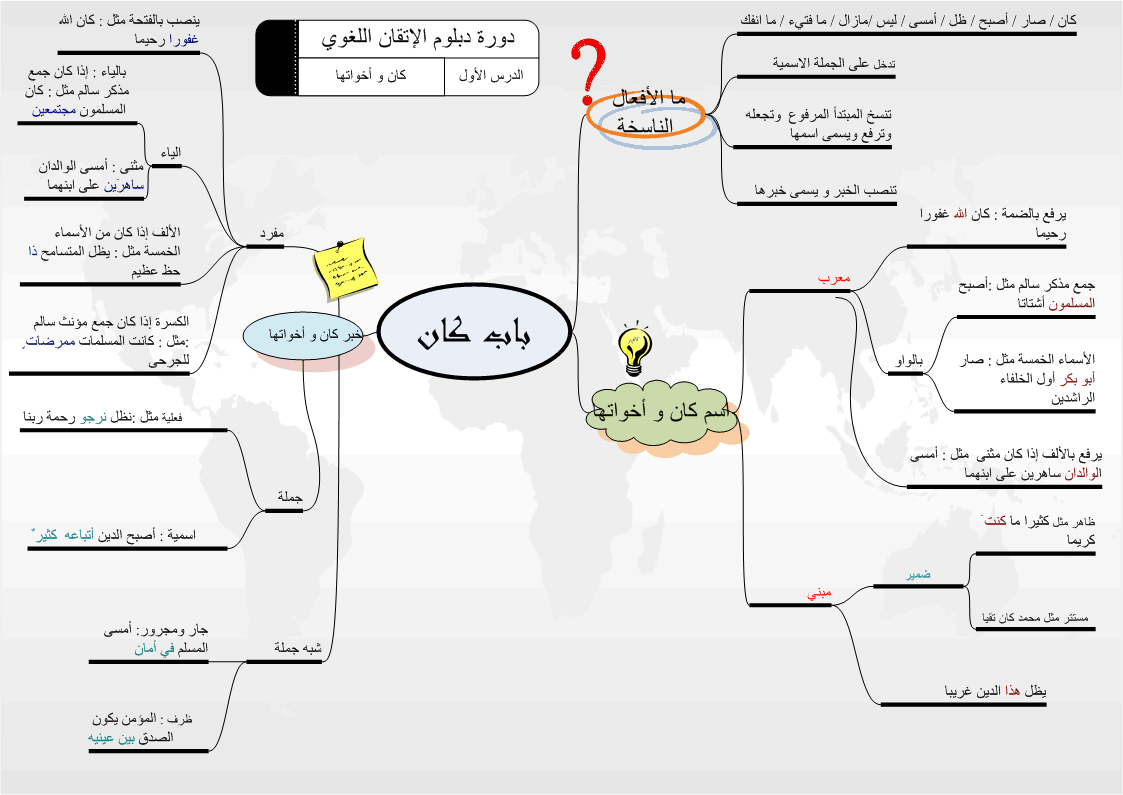 دورة دبلوم الإتقان اللغوي
الدرس الأول
كان و أخواتها
باب كان
ما الأفعال
الناسخة
كان / صار / أصبح / ظل / أمسى / ليس /مازال / ما فتيء / ما انفك
تدخل على الجملة الاسمية
تنسخ المبتدأ المرفوع وتجعله
وترفع ويسمى اسمها
تنصب الخبر و يسمى خبرها
اسم كان و أخواتها
معرب
يرفع بالضمة : كان الله غفورا
رحيما
بالواو
جمع مذكر سالم مثل :أصبح
المسلمون أشتاتا
الأسماء الخمسة مثل : صار
أبو بكر أول الخلفاء
الراشدين
يرفع بالألف إذا كان مثنى مثل : أمسى
الوالدان ساهرين على ابنهما
مبني
ضمير
ظاهر مثل كثيرا ما كنتَ
كريما
مستتر مثل محمد كان تقيا
يظل هذا الدين غريبا
خبر كان و أخواتها
مفرد
ينصب بالفتحة مثل : كان الله
غفورا رحيما
الياء
بالياء : إذا كان جمع
مذكر سالم مثل : كان
المسلمون مجتمعين
مثنى : أمسى الوالدان
ساهرَين على ابنهما
الألف إذا كان من الأسماء
الخمسة مثل : يظل المتسامح ذا
حظ عظيم
الكسرة إذا كان جمع مؤنث سالم
:مثل : كانت المسلمات ممرضاتٍ
للجرحى
جملة
فعلية مثل :نظل نرجو رحمة ربنا
اسمية : أصبح الدين أتباعه كثيرٌ
شبه جملة
جار ومجرور: أمسى
المسلم في أمان
ظرف : المؤمن يكون
الصدق بين عينيه